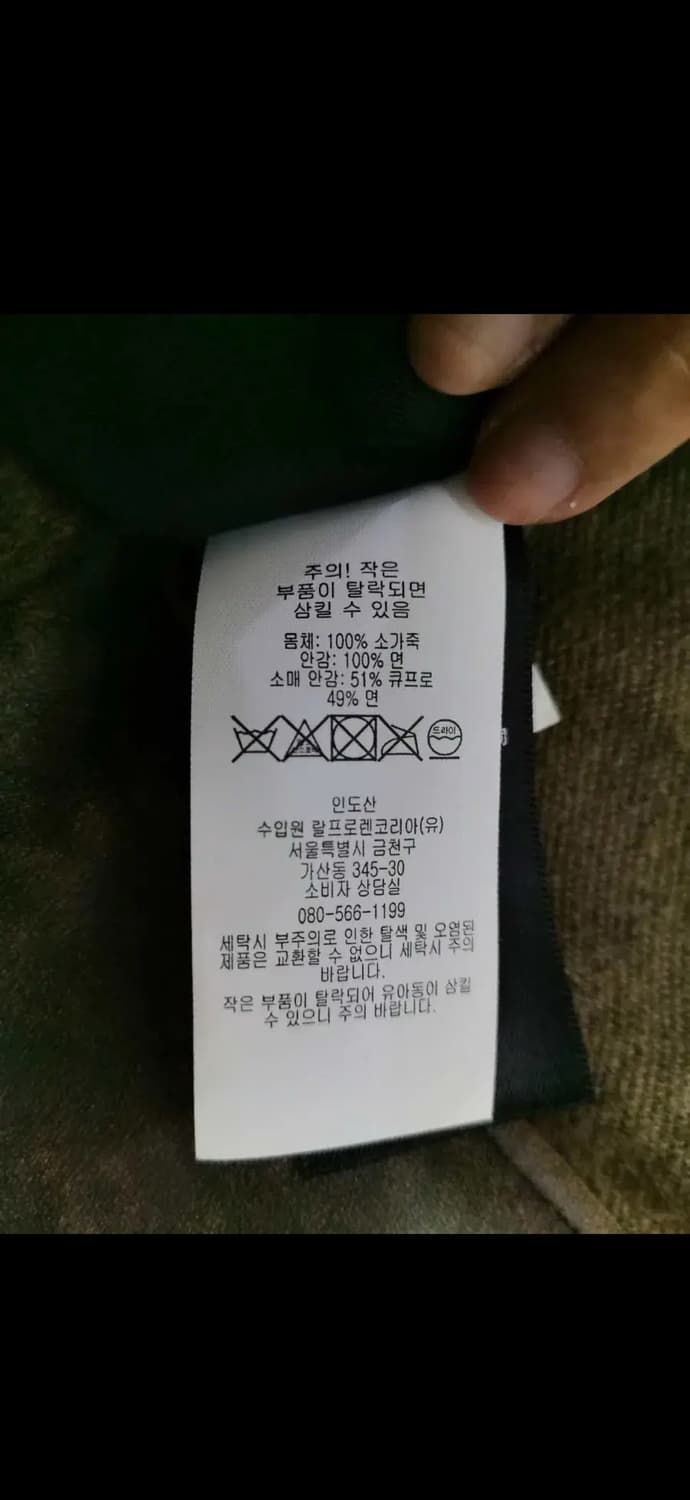 주의! 작은
부품이 탈락되면
삼킬 수 있음
몸체: 100% 소가죽
안감: 100% 면
소매 안감: 51% 큐프로
49% 면
드라이
인도산
수입원 랄프로렌코리아(유)
서울특별시 금천구
가산동 345-30
소비자 상담실
080-566-1199
세탁시 부주의로 인한 탈색 및 오염된
제품은 교환할 수 없으니 세탁시 주의
바랍니다.
작은 부품이 탈락되어 유아동이 삼킬
수 있으니 주의 바랍니다.